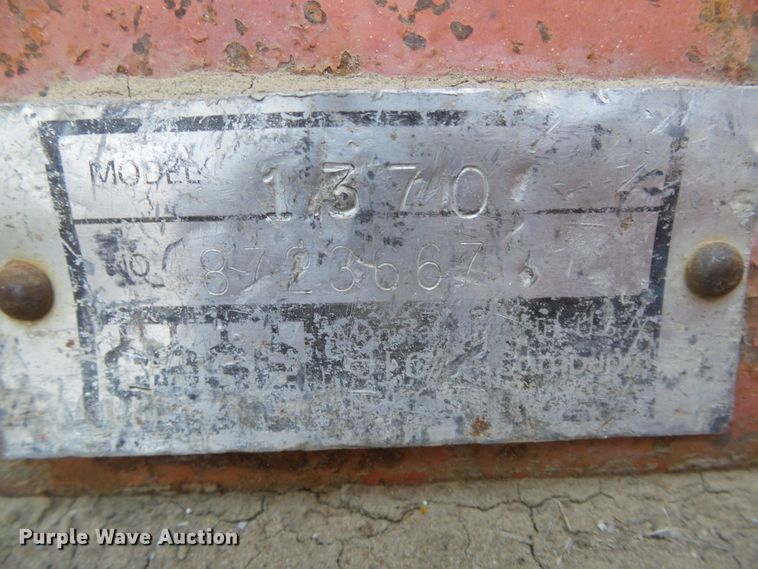 MODEL 1370
NO. 8723667
CASE
Purple Wave Auction